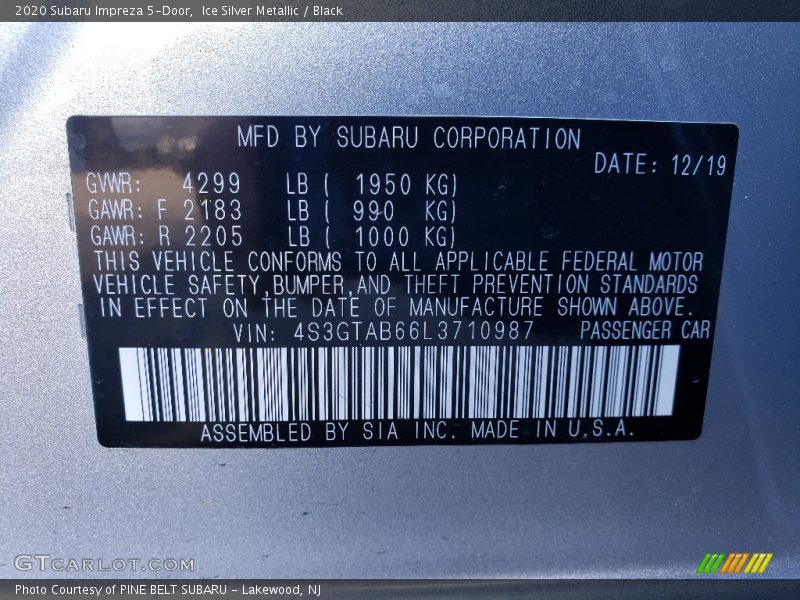 2020 Subaru Impreza 5-Door, Ice Silver Metallic / Black
MFD BY SUBARU CORPORATION
DATE: 12/19
GVWR: 4299 LB ( 1950 KG)
GAWR: F 2183 LB ( 990 KG)
GAWR: R 2205 LB ( 1000 KG)
THIS VEHICLE CONFORMS TO ALL APPLICABLE FEDERAL MOTOR
VEHICLE SAFETY,BUMPER,AND THEFT PREVENTION STANDARDS
IN EFFECT ON THE DATE OF MANUFACTURE SHOWN ABOVE.
VIN: 4S3GTAB66L3710987 PASSENGER CAR
ASSEMBLED BY SIA INC. MADE IN U.S.A.
GTCARLOT.COM
Photo Courtesy of PINE BELT SUBARU - Lakewood, NJ